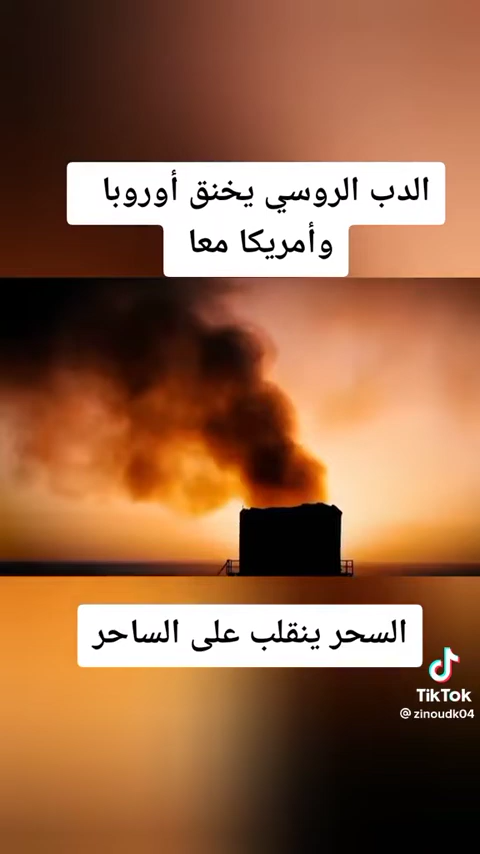 الدب الروسي يخنق أوروبا
وأمريكا معا
السحر ينقلب على الساحر
TikTok
@zinoudk04